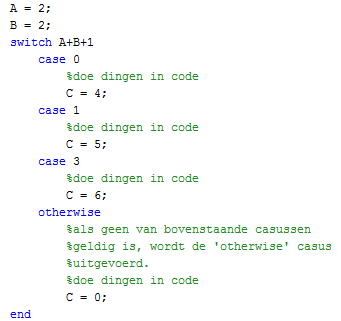 A = 2;
B = 2;
switch A+B+1
    case 0
        %doe dingen in code
        C = 4;
    case 1
        %doe dingen in code
        C = 5;
    case 3
        %doe dingen in code
        C = 6;
    otherwise
        %als geen van bovenstaande casussen
        %geldig is, wordt de 'otherwise' casus
        %uitgevoerd.
        %doe dingen in code
        C = 0;
end